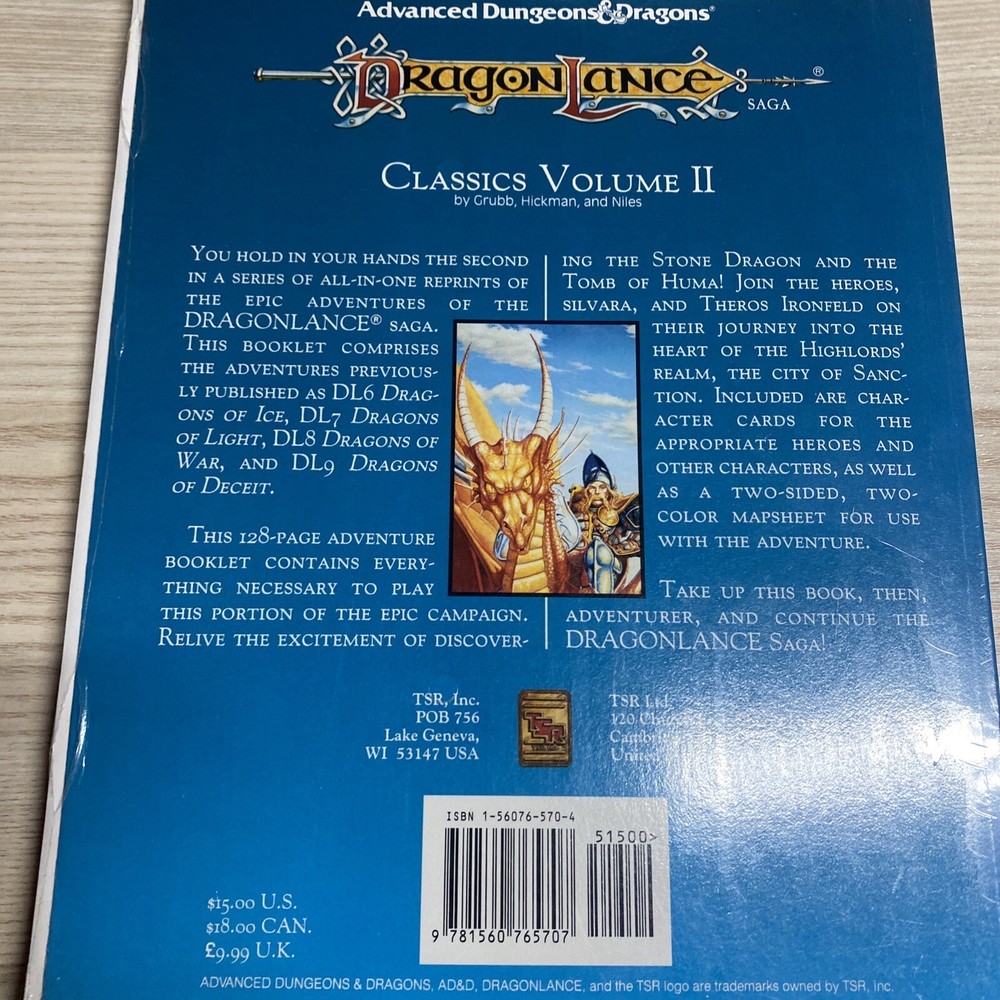 Advanced Dungeons&Dragons®
DRAGONLANCE®
SAGA
CLASSICS VOLUME II
by Grubb, Hickman, and Niles
YOU HOLD IN YOUR HANDS THE SECOND
IN A SERIES OF ALL-IN-ONE REPRINTS OF
THE EPIC ADVENTURES OF THE
DRAGONLANCE® SAGA.
THIS BOOKLET COMPRISES
THE ADVENTURES PREVIOUS-
LY PUBLISHED AS DL6 DRAG-
ONS OF ICE, DL7 DRAGONS
OF LIGHT, DL8 DRAGONS OF
WAR, AND DL9 DRAGONS
OF DECEIT.
THIS 128-PAGE ADVENTURE
BOOKLET CONTAINS EVERY-
THING NECESSARY TO PLAY
THIS PORTION OF THE EPIC CAMPAIGN.
RELIVE THE EXCITEMENT OF DISCOVER-
ING THE STONE DRAGON AND THE
TOMB OF HUMA! JOIN THE HEROES,
SILVARA, AND THEROS IRONFELD ON
THEIR JOURNEY INTO THE
HEART OF THE HIGHLORDS'
REALM, THE CITY OF SANC-
TION. INCLUDED ARE CHAR-
ACTER CARDS FOR THE
APPROPRIATE HEROES AND
OTHER CHARACTERS, AS WELL
AS A TWO-SIDED, TWO-
COLOR MAPSHEET FOR USE
WITH THE ADVENTURE.
TAKE UP THIS BOOK, THEN,
ADVENTURER, AND CONTINUE THE
DRAGONLANCE SAGA!
TSR, Inc.
POB 756
Lake Geneva,
WI 53147 USA
TSR
TSR Ltd.
120
ISBN 1-56076-570-4
51500>
9 781560 765707
$15.00 U.S.
$18.00 CAN.
£9.99 U.K.
ADVANCED DUNGEONS & DRAGONS, AD&D, DRAGONLANCE, and the TSR logo are trademarks owned by TSR, Inc.